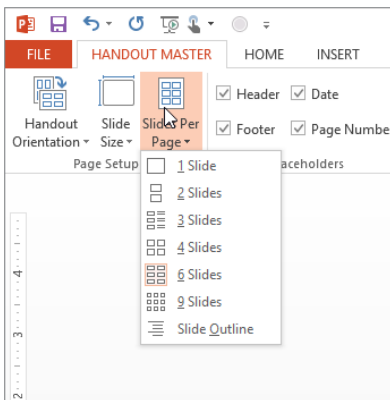 FILE HANDOUT MASTER HOME INSERT
Handout Orientation
Slide Size
Slides Per Page
Header Date
Footer Page Numbe
Page Setup aceholders
1 Slide
2 Slides
3 Slides
4 Slides
6 Slides
9 Slides
Slide Outline
4
3
2